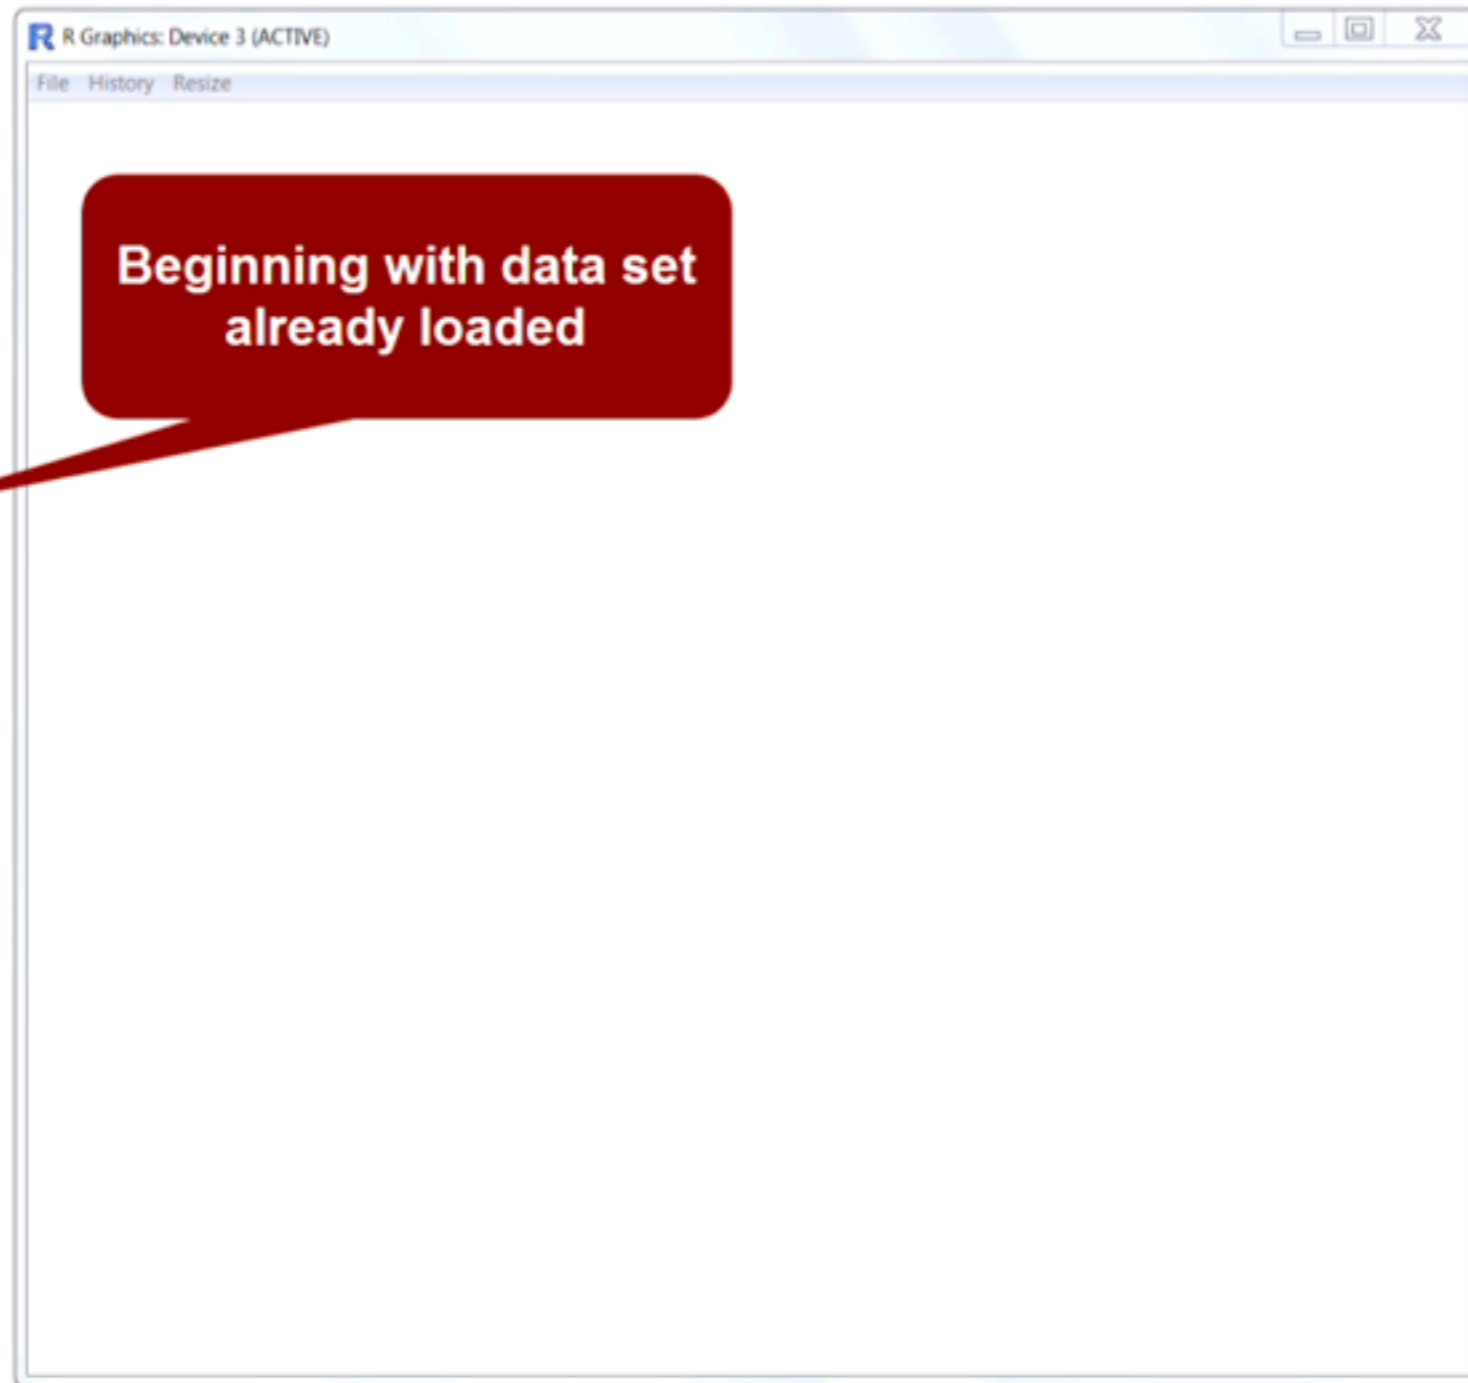 R R Graphics: Device 3 (ACTIVE)
File History Resize
Beginning with data set
already loaded